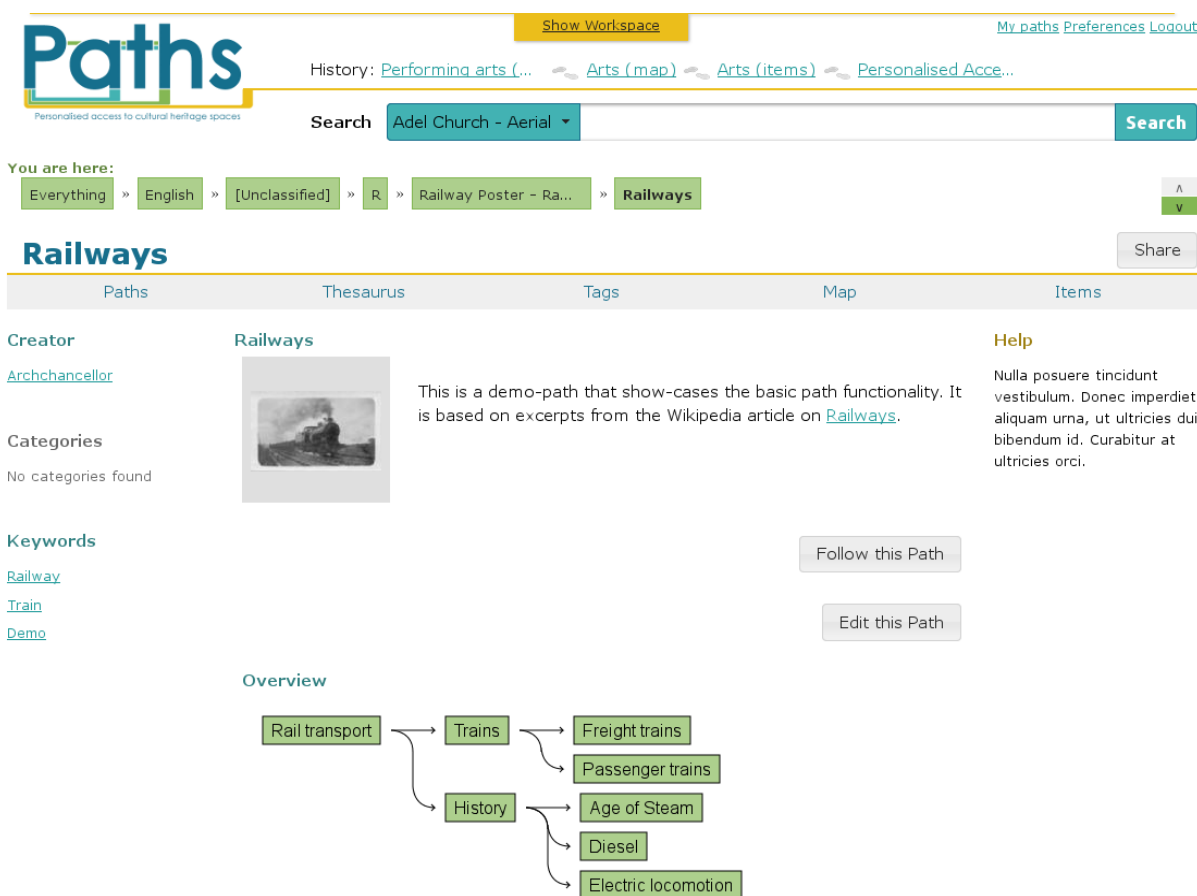 Show Workspace
My paths Preferences Logout
Paths
Personalised access to cultural heritage spaces
History: Performing arts (... Arts (map) Arts (items) Personalised Acce...
Search Adel Church - Aerial Search
You are here:
Everything » English » [Unclassified] » R » Railway Poster - Ra... » Railways
Railways
Share
Paths Thesaurus Tags Map Items
Creator
Archchancellor
Categories
No categories found
Keywords
Railway
Train
Demo
Railways
This is a demo-path that show-cases the basic path functionality. It
is based on excerpts from the Wikipedia article on Railways.
Follow this Path
Edit this Path
Help
Nulla posuere tincidunt
vestibulum. Donec imperdiet
aliquam urna, ut ultricies dui
bibendum id. Curabitur at
ultricies orci.
Overview
Rail transport Trains Freight trains
Passenger trains
History Age of Steam
Diesel
Electric locomotion